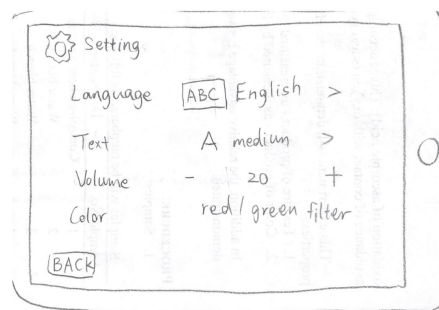 Setting
Language ABC English >
Text A medium >
Volume - 20 +
Color red/green filter
BACK